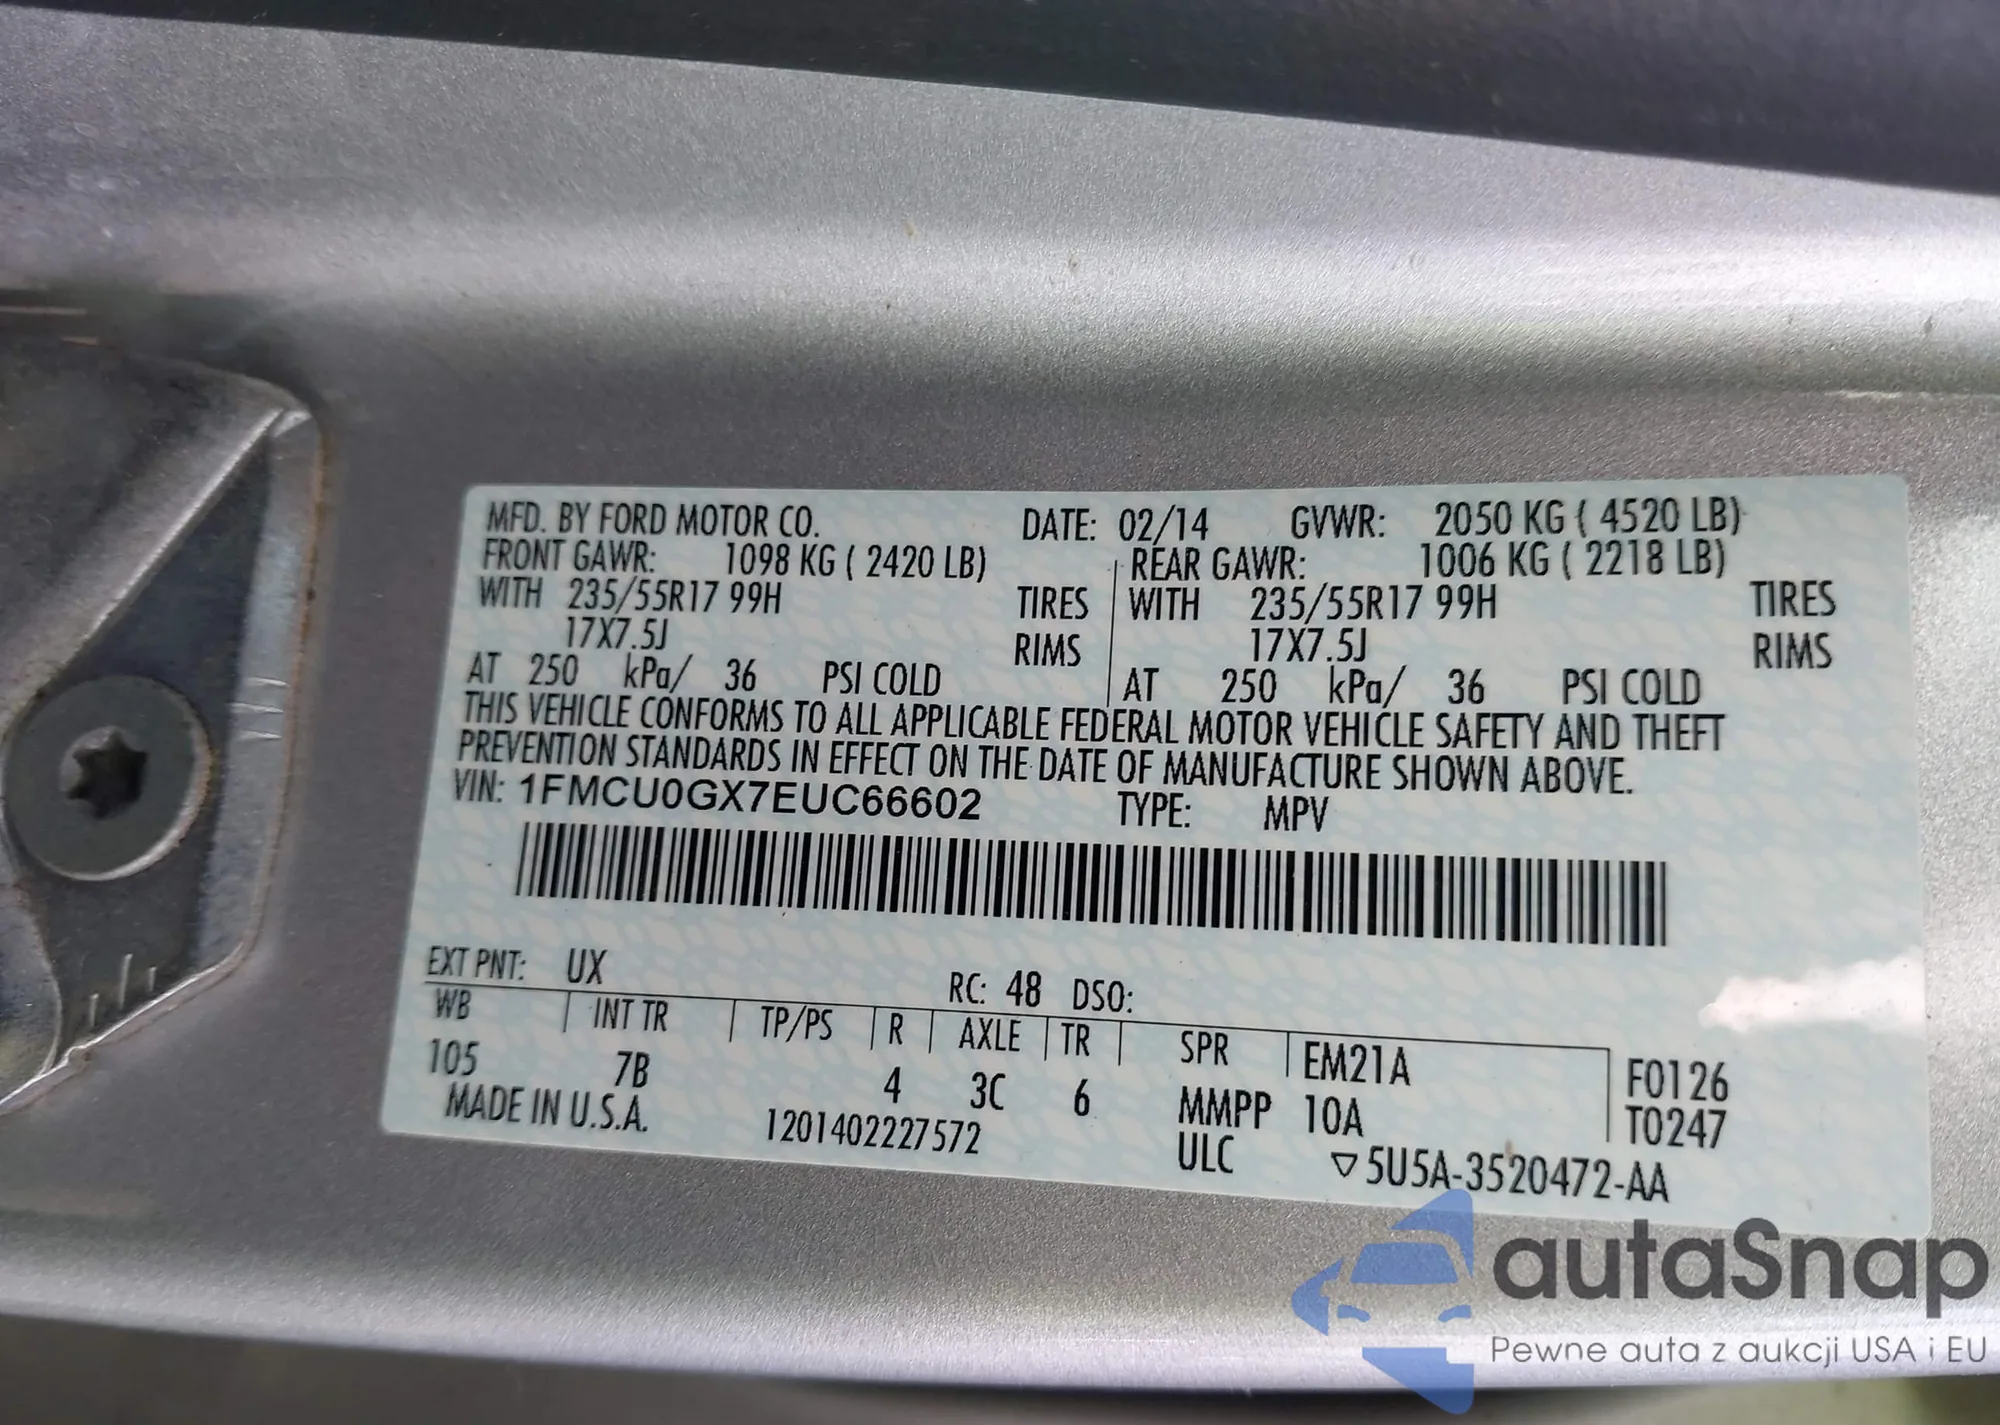 MFD. BY FORD MOTOR CO. DATE: 02/14 GVWR: 2050 KG ( 4520 LB)
FRONT GAWR: 1098 KG ( 2420 LB) REAR GAWR: 1006 KG ( 2218 LB)
WITH 235/55R17 99H TIRES WITH 235/55R17 99H TIRES
17X7.5J RIMS 17X7.5J RIMS
AT 250 kPa/ 36 PSI COLD AT 250 kPa/ 36 PSI COLD
THIS VEHICLE CONFORMS TO ALL APPLICABLE FEDERAL MOTOR VEHICLE SAFETY AND THEFT
PREVENTION STANDARDS IN EFFECT ON THE DATE OF MANUFACTURE SHOWN ABOVE.
VIN: 1FMCU0GX7EUC66602 TYPE: MPV
EXT PNT: UX RC: 48 DSO:
WB INT TR TP/PS R AXLE TR SPR EM21A F0126
105 7B 4 3C 6 MMPP 10A T0247
MADE IN U.S.A. 1201402227572 ULC ▽5U5A-3520472-AA
autaSnap
Pewne auta z aukcji USA i EU